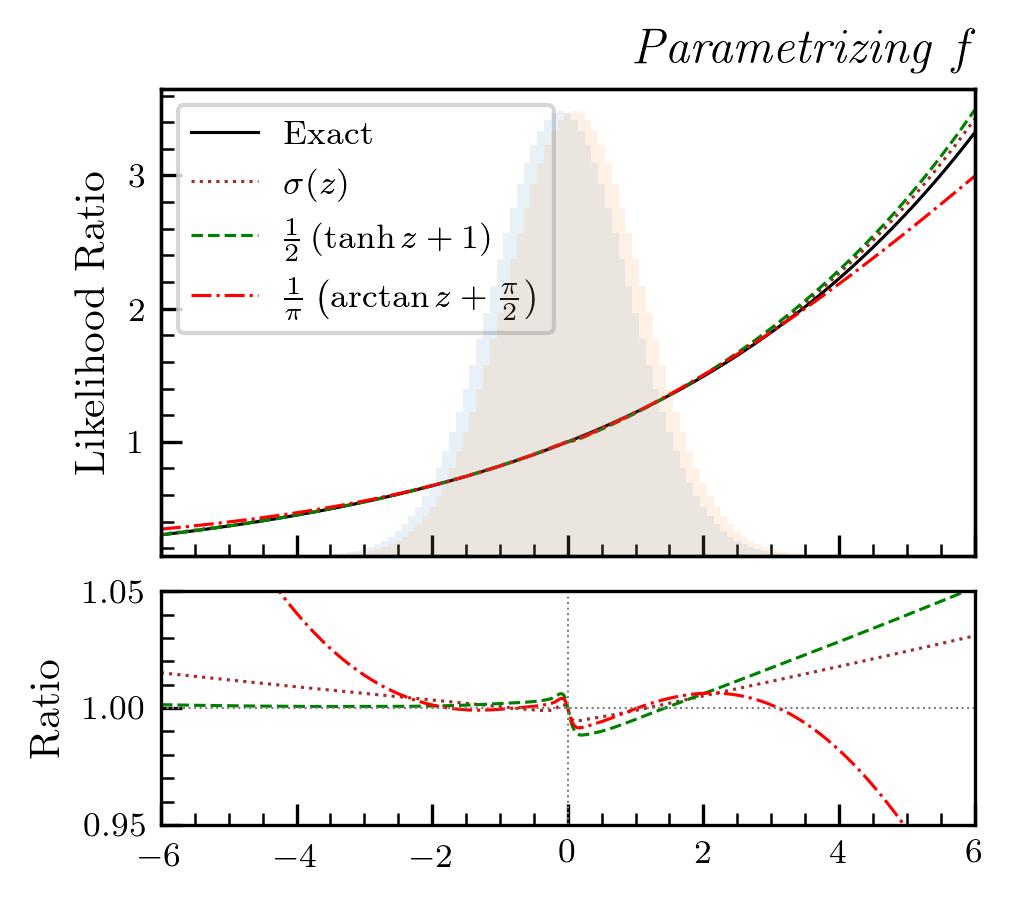 Parametrizing f
Likelihood Ratio
3
2
1
Exact
σ(z)
1/2 (tanh z + 1)
1/π (arctan z + π/2)
Ratio
1.05
1.00
0.95
−6 −4 −2 0 2 4 6